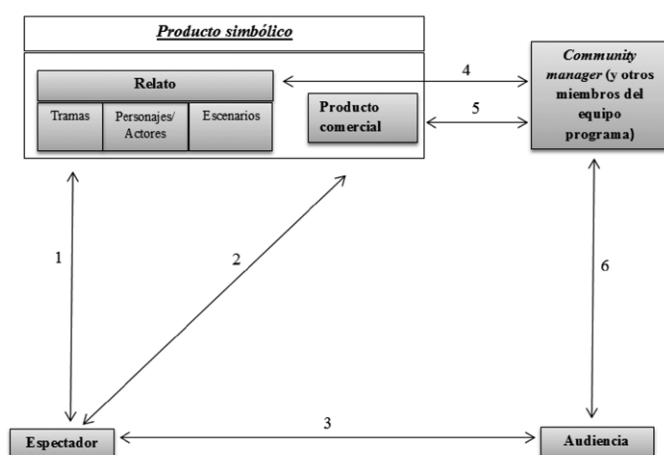 Producto simbólico
Relato
Tramas
Personajes/
Actores
Escenarios
Producto
comercial
4
5
Community
manager (y otros
miembros del
equipo
programa)
1
2
6
3
Espectador
Audiencia